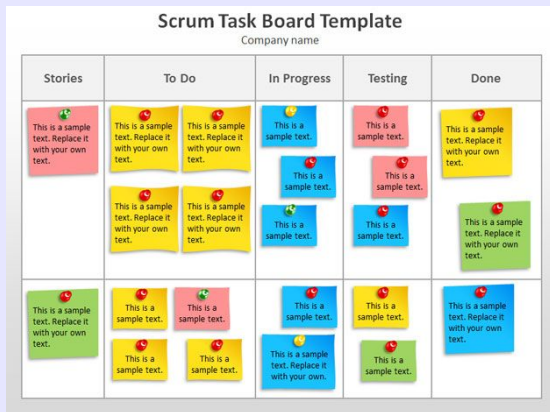 Scrum Task Board Template
Company name
Stories
To Do
In Progress
Testing
Done
This is a sample
text. Replace it
with your own
text.
This is a sample
text. Replace it
with your own
text.
This is a sample
text. Replace it
with your own
text.
This is a sample
text. Replace it
with your own
text.
This is a sample
text. Replace it
with your own
text.
This is a
sample text.
This is a
sample text.
This is a
sample text.
This is a
sample text.
This is a
sample text.
This is a
sample text.
This is a sample
text. Replace it
with your own
text.
This is a sample
text. Replace it
with your own
text.
This is a sample
text. Replace it
with your own
text.
This is a
sample text.
This is a
sample text.
This is a
sample text.
This is a
sample text.
This is a
sample text.
This is a sample
text. Replace it
with your own.
This is a
sample text.
This is a
sample text.
This is a sample
text. Replace it
with your own
text.